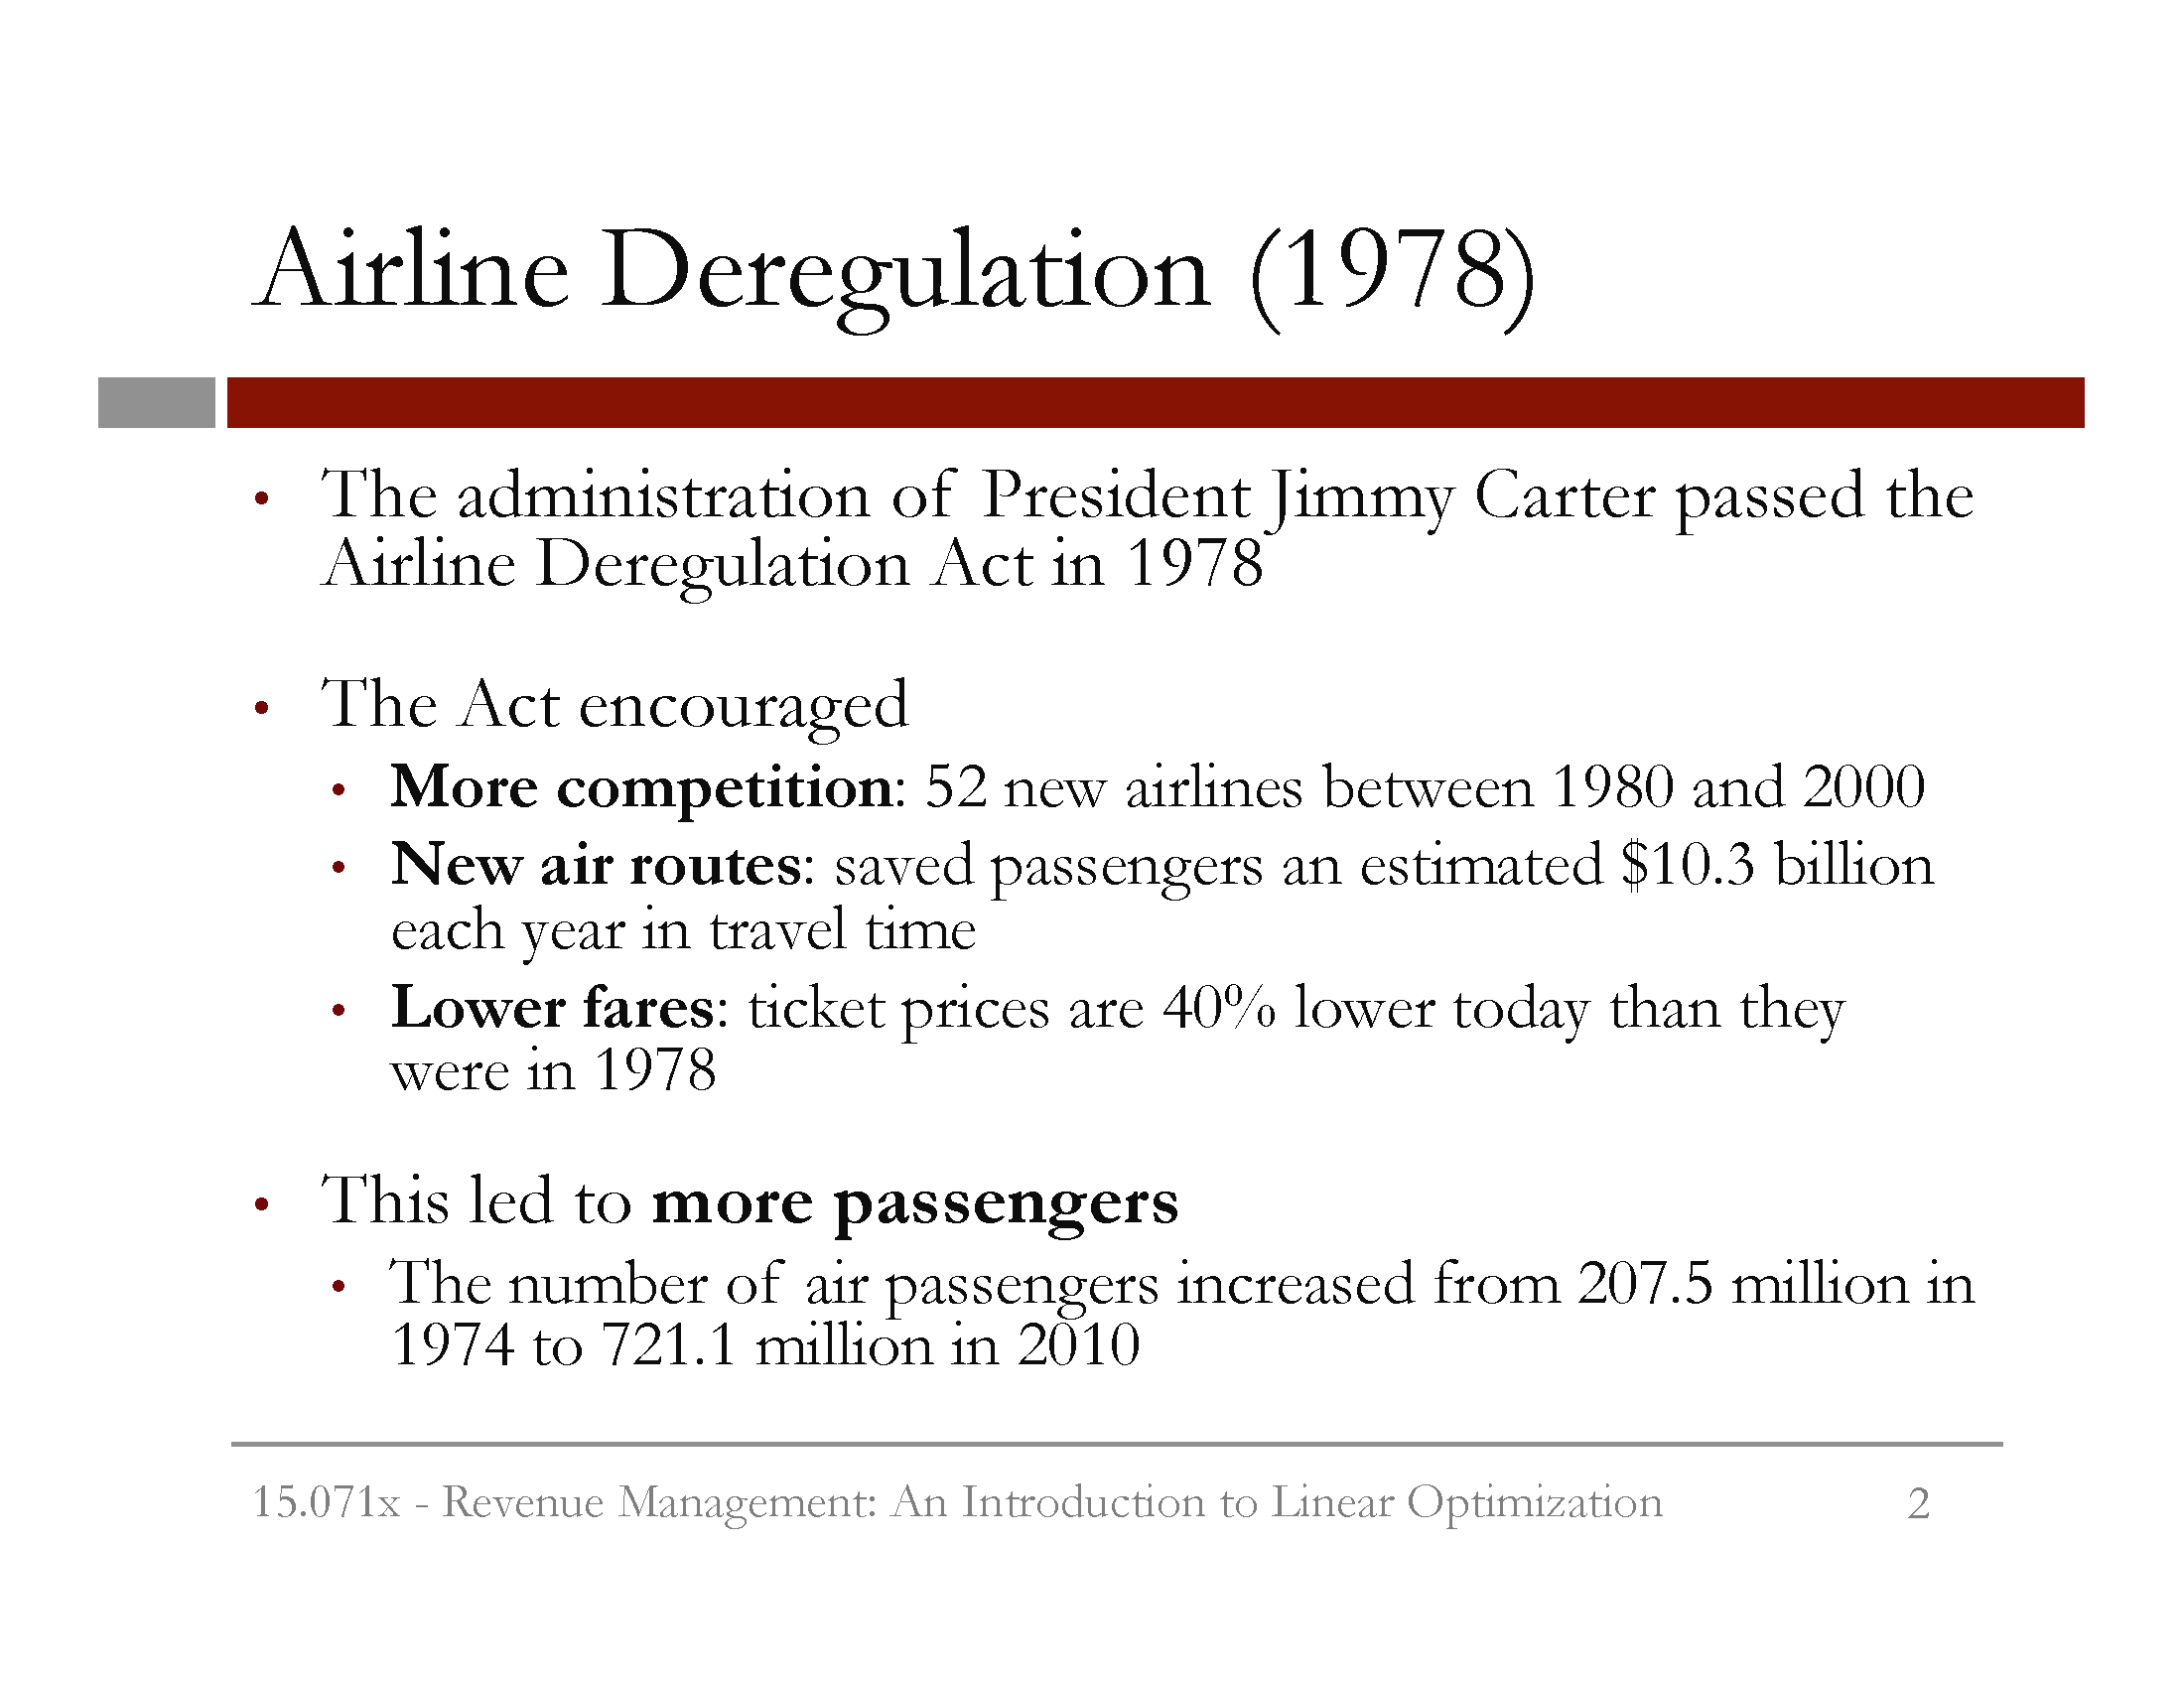 Airline Deregulation (1978)
• The administration of President Jimmy Carter passed the
Airline Deregulation Act in 1978
• The Act encouraged
• More competition: 52 new airlines between 1980 and 2000
• New air routes: saved passengers an estimated $10.3 billion
each year in travel time
• Lower fares: ticket prices are 40% lower today than they
were in 1978
• This led to more passengers
• The number of air passengers increased from 207.5 million in
1974 to 721.1 million in 2010
15.071x - Revenue Management: An Introduction to Linear Optimization 2